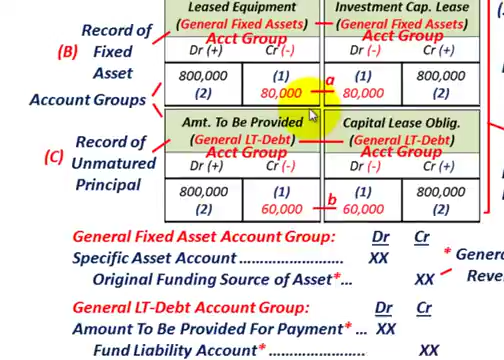 Leased Equipment Investment Cap. Lease
Record of (General Fixed Assets) (General Fixed Assets)
Acct Group Acct Group
(B) Fixed Dr (+) Cr (-) Dr (-) Cr (+)
Asset 800,000 (1) a (1) 800,000
(2) 80,000 80,000 (2)
Account Groups
Amt. To Be Provided Capital Lease Oblig.
Record of (General LT-Debt) (General LT-Debt)
Acct Group Acct Group
(C) Unmatured Dr (+) Cr (-) Dr (-) Cr (+)
Principal
800,000 (1) b (1) 800,000
(2) 60,000 60,000 (2)
General Fixed Asset Account Group: Dr Cr
Specific Asset Account ........................ XX
Original Funding Source of Asset*... XX
General LT-Debt Account Group: Dr Cr
Amount To Be Provided For Payment* ... XX
Fund Liability Account* ...................... XX